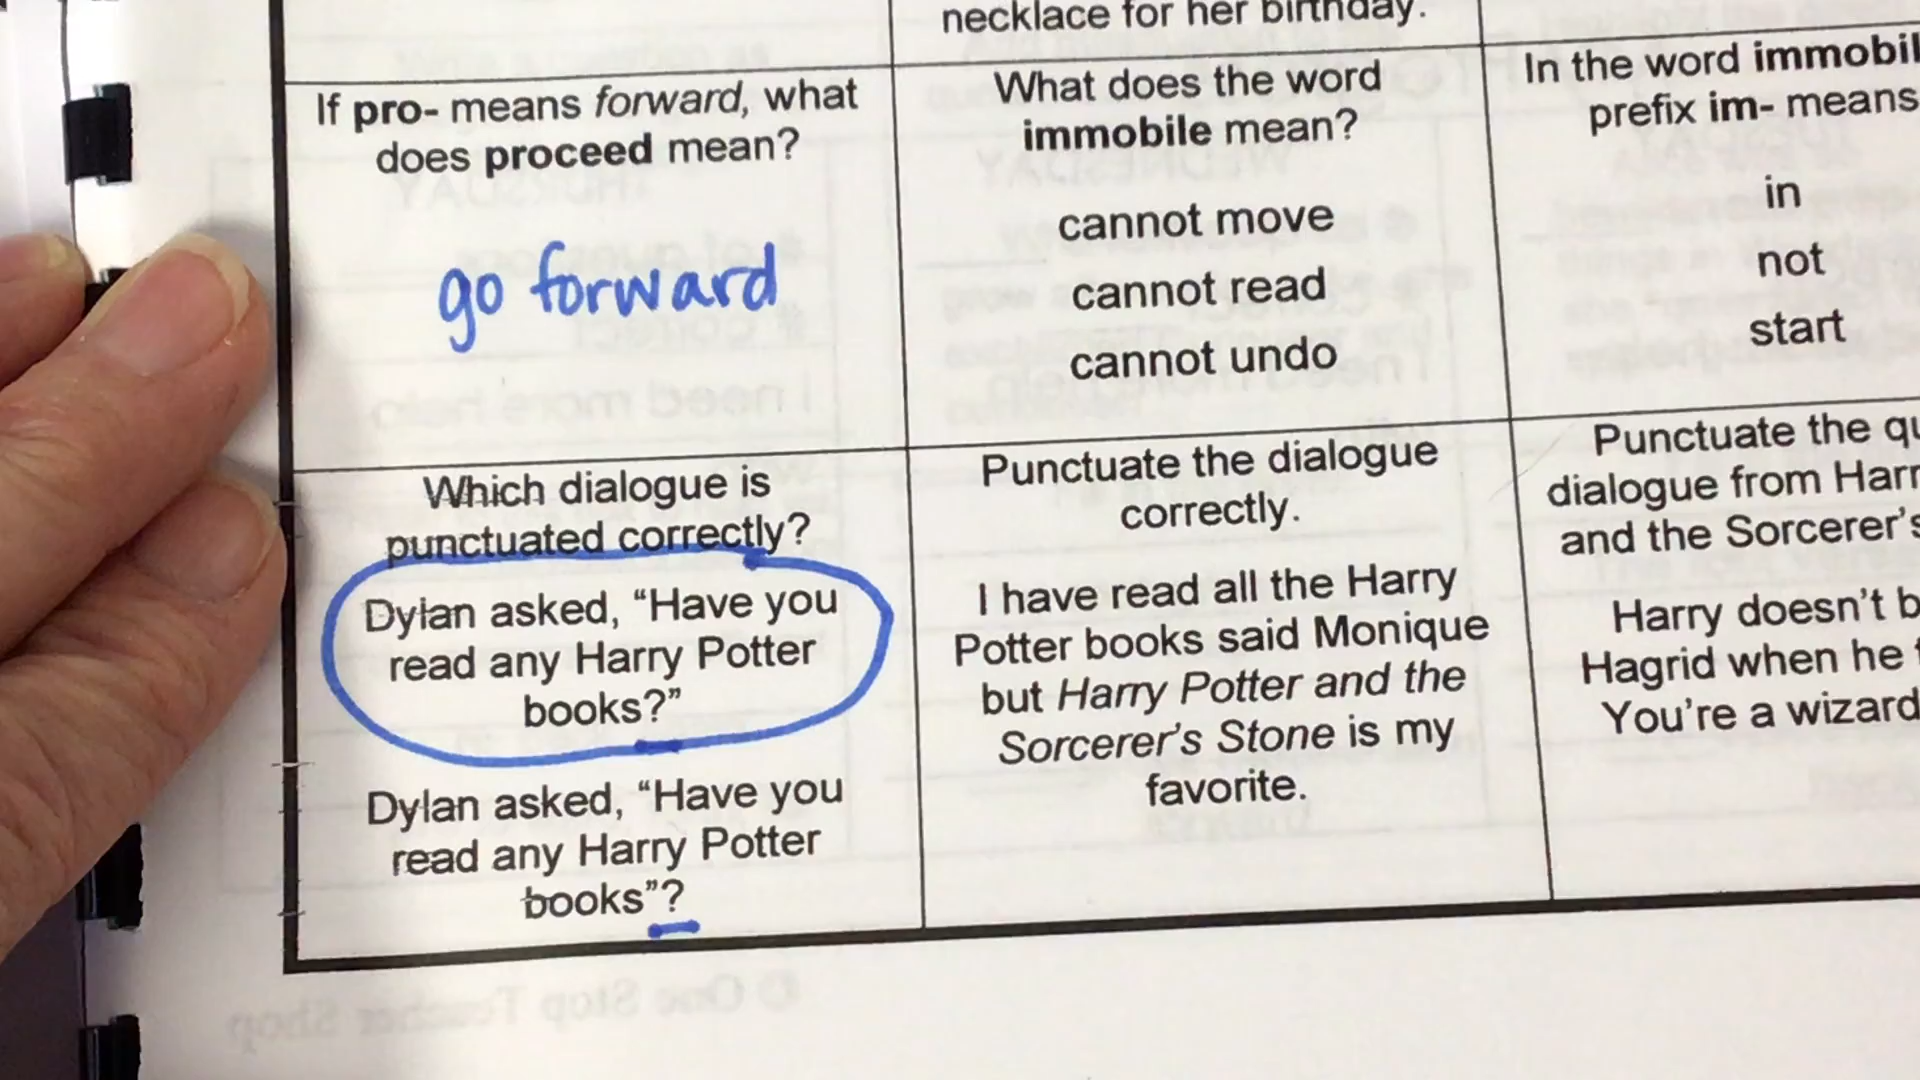 necklace for her birthday.
If pro- means forward, what
does proceed mean?
go forward
What does the word
immobile mean?
cannot move
cannot read
cannot undo
In the word
prefix im- means
in
not
start
Which dialogue is
punctuated correctly?
Dylan asked, “Have you
read any Harry Potter
books?”
Dylan asked, “Have you
read any Harry Potter
books”?
Punctuate the dialogue
correctly.
I have read all the Harry
Potter books said Monique
but Harry Potter and the
Sorcerer’s Stone is my
favorite.
Punctuate the
dialogue from
and the Sorcerer’s
Harry doesn’t
Hagrid when he
You’re a wizard